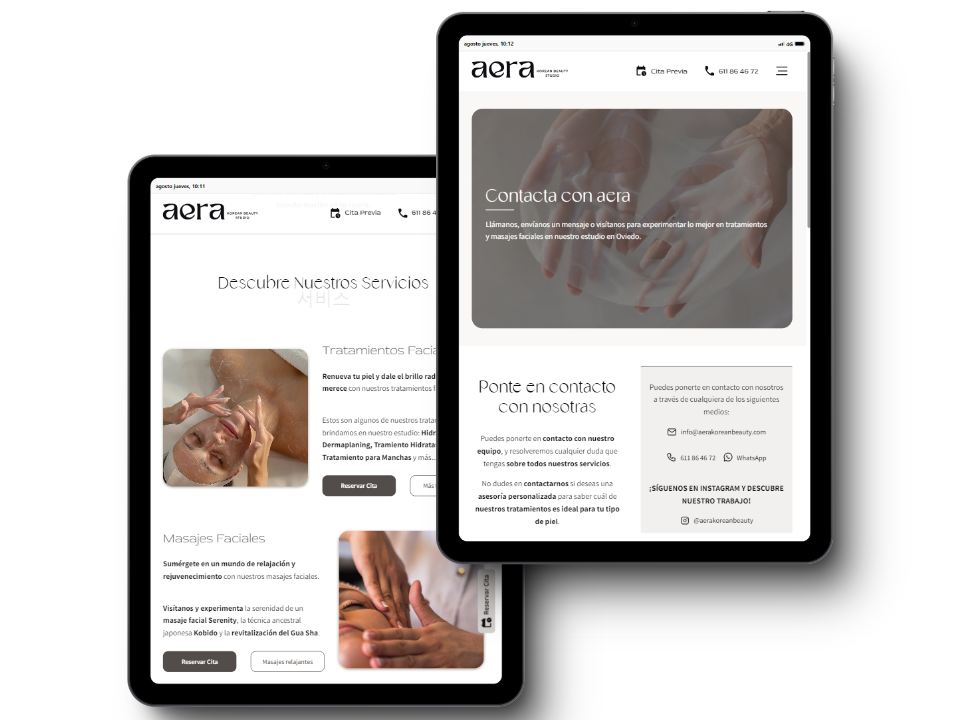 agosto jueves, 10:12
4G
aera
KOREAN BEAUTY
STUDIO
Cita Previa
611 86 46 72
Contacta con aera
Llámanos, envíanos un mensaje o visítanos para experimentar lo mejor en tratamientos
y masajes faciales en nuestro estudio en Oviedo.
Ponte en contacto
con nosotras
Puedes ponerte en contacto con nuestro
equipo, y resolveremos cualquier duda que
tengas sobre todos nuestros servicios.
No dudes en contactarnos si deseas una
asesoría personalizada para saber cuál de
nuestros tratamientos es ideal para tu tipo
de piel.
Puedes ponerte en contacto con nosotros
a través de cualquiera de los siguientes
medios:
info@aerakoreanbeauty.com
611 86 46 72
WhatsApp
¡SÍGUENOS EN INSTAGRAM Y DESCUBRE
NUESTRO TRABAJO!
@aerakoreanbeauty
agosto jueves, 10:11
aera
KOREAN BEAUTY
STUDIO
Cita Previa
611 86 4
Descubre Nuestros Servicios
서비스
Tratamientos Facia
Renueva tu piel y dale el brillo rad
merece con nuestros tratamientos f
Estos son algunos de nuestros tratar
brindamos en nuestro estudio: Hidr
Dermaplaning, Tramiento Hidrata
Tratamiento para Manchas y más...
Reservar Cita
Más
Masajes Faciales
Sumérgete en un mundo de relajación y
rejuvenecimiento con nuestros masajes faciales.
Visítanos y experimenta la serenidad de un
masaje facial Serenity, la técnica ancestral
japonesa Kobido y la revitalización del Gua Sha.
Reservar Cita
Masajes relajantes
Reservar Cita